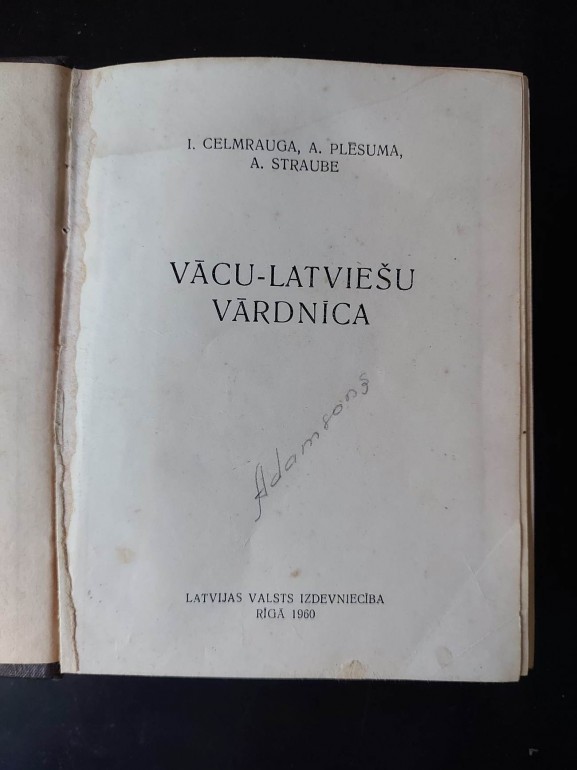 I. CELMRAUGA, A. PLĒSUMA,
A. STRAUBE
VĀCU-LATVIEŠU
VĀRDNĪCA
Adamsons
LATVIJAS VALSTS IZDEVNIECĪBA
RĪGĀ 1960